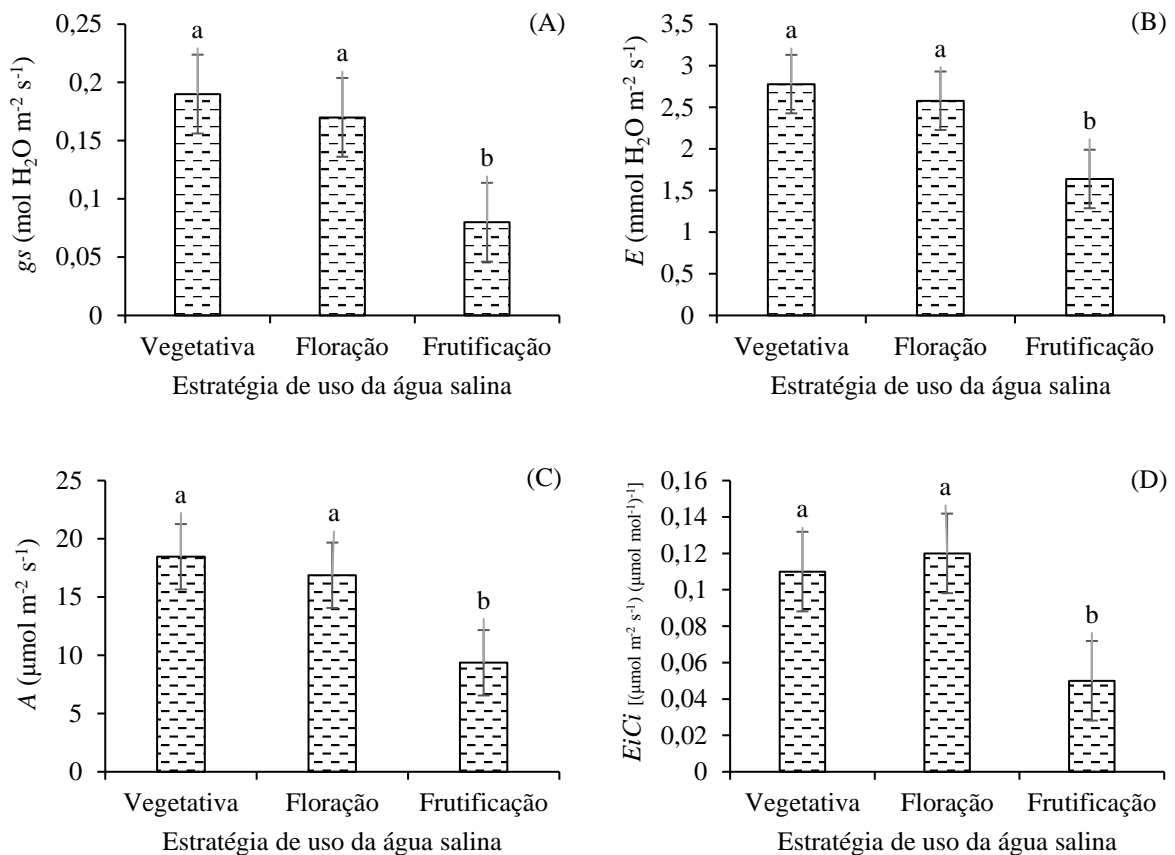 (A)
gs (mol H₂O m⁻² s⁻¹)
0,25
0,2
0,15
0,1
0,05
0
a
a
b
Vegetativa Floração Frutificação
Estratégia de uso da água salina
(B)
E (mmol H₂O m⁻² s⁻¹)
3,5
3
2,5
2
1,5
1
0,5
0
a
a
b
Vegetativa Floração Frutificação
Estratégia de uso da água salina
(C)
A (μmol m⁻² s⁻¹)
25
20
15
10
5
0
a
a
b
Vegetativa Floração Frutificação
Estratégia de uso da água salina
(D)
EiCi [(μmol m⁻² s⁻¹) (μmol mol⁻¹)⁻¹]
0,16
0,14
0,12
0,1
0,08
0,06
0,04
0,02
0
a
a
b
Vegetativa Floração Frutificação
Estratégia de uso da água salina